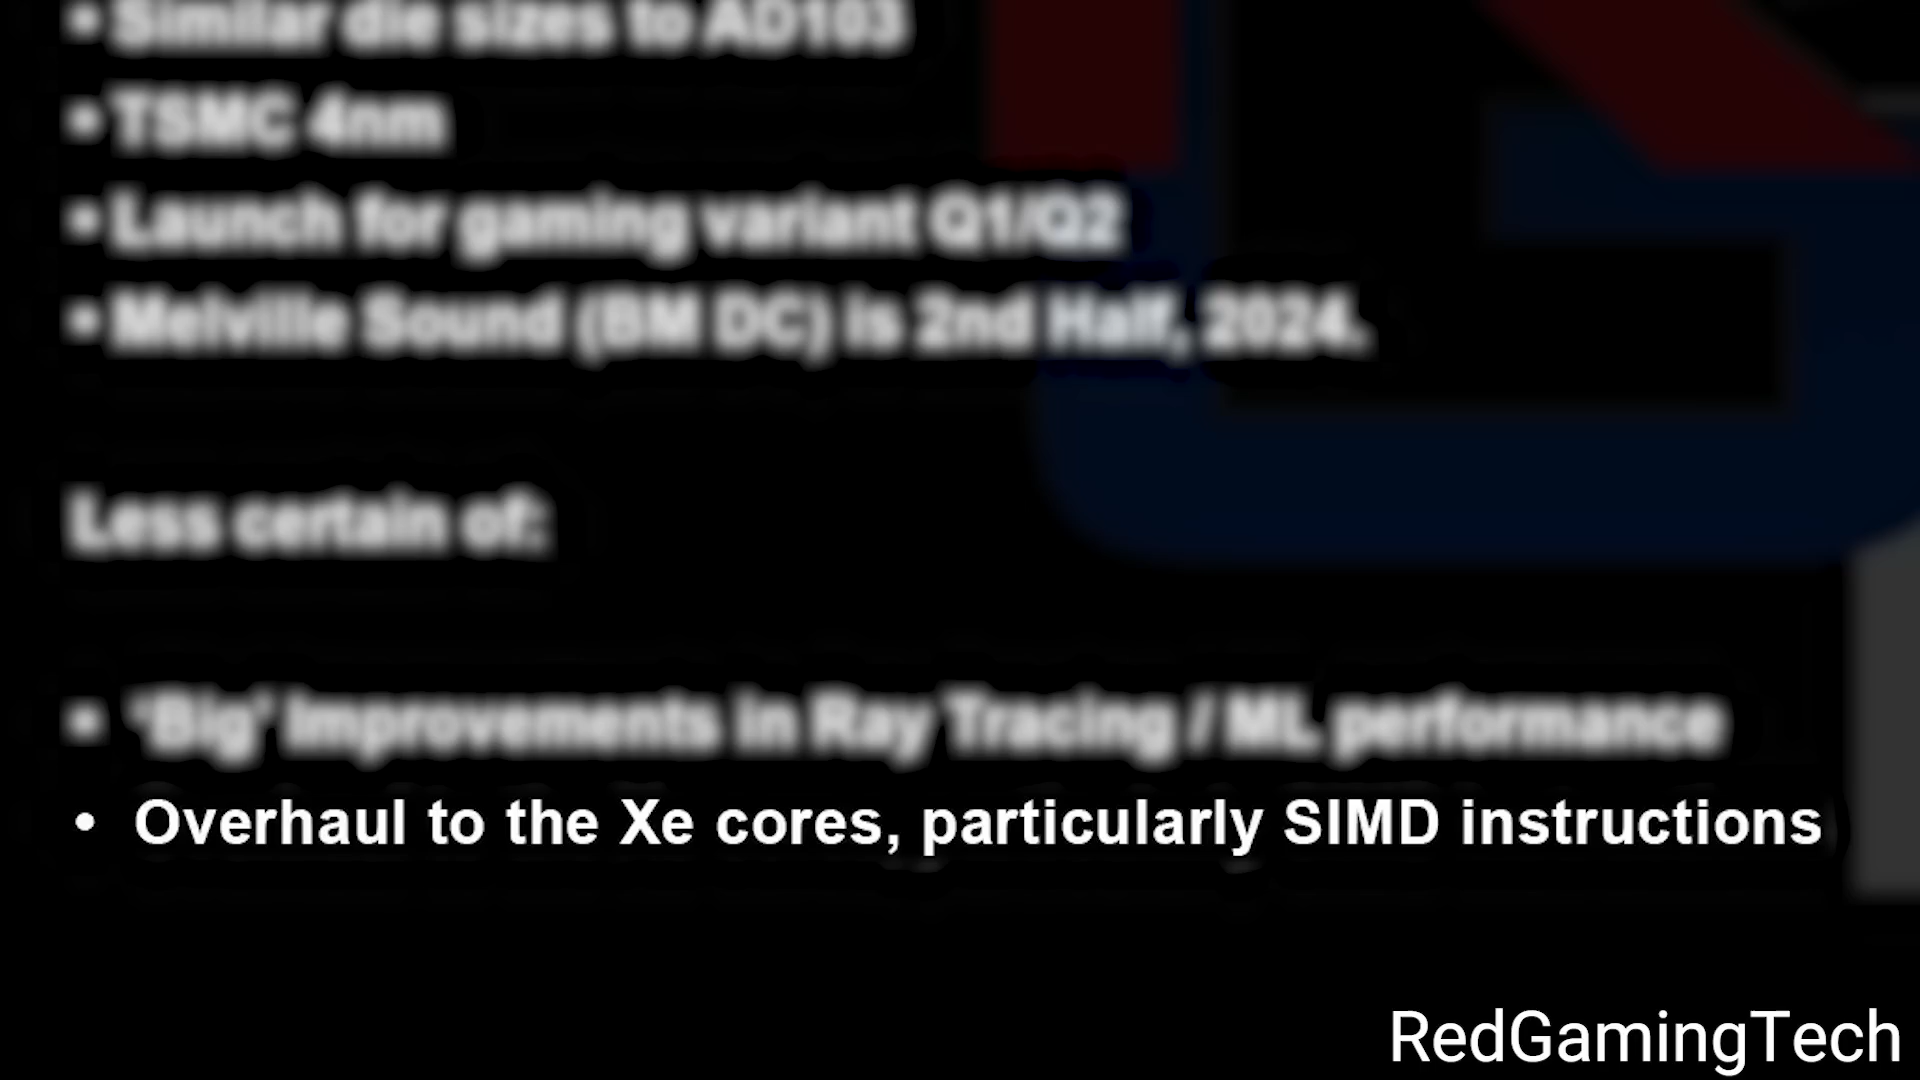 • Similar die sizes to AD103
• TSMC 4nm
• Launch for gaming variant Q1/Q2
• Melville Sound (BM DC) is 2nd Half, 2024.
Less certain of:
• ‘Big’ Improvements in Ray Tracing / ML performance
• Overhaul to the Xe cores, particularly SIMD instructions
RedGamingTech